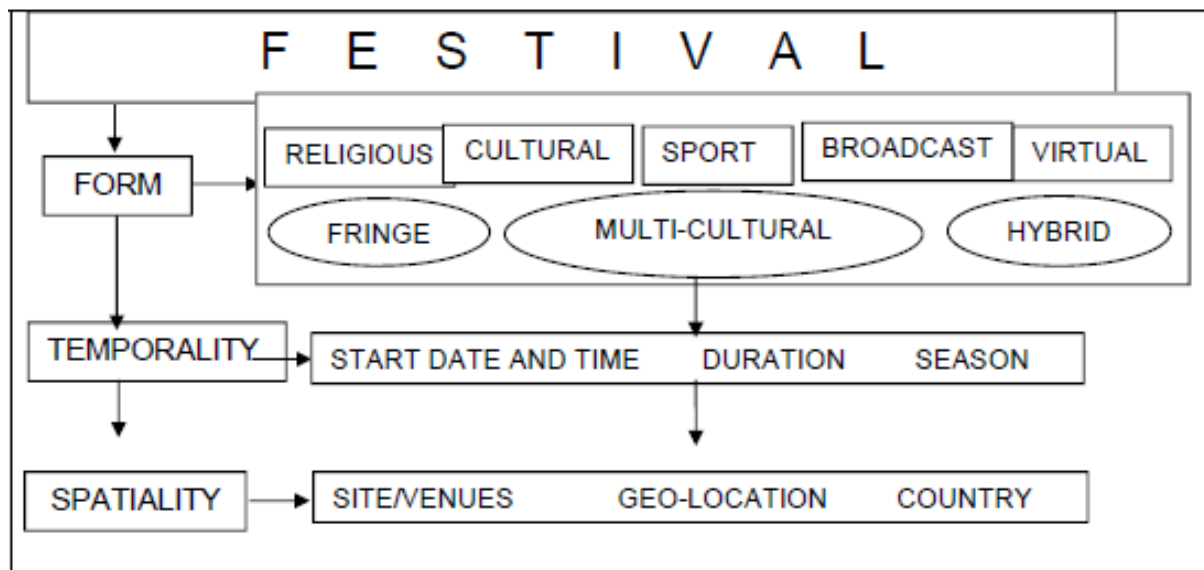 F E S T I V A L
RELIGIOUS CULTURAL SPORT BROADCAST VIRTUAL
FORM
FRINGE MULTI-CULTURAL HYBRID
TEMPORALITY START DATE AND TIME DURATION SEASON
SPATIALITY SITE/VENUES GEO-LOCATION COUNTRY